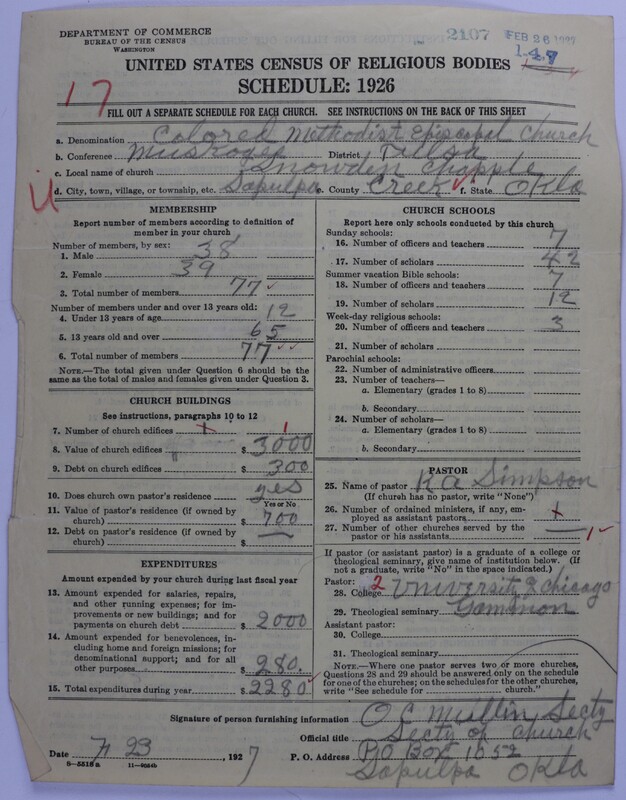 DEPARTMENT OF COMMERCE
BUREAU OF THE CENSUS
WASHINGTON
2107 FEB 26
1.47
UNITED STATES CENSUS OF RELIGIOUS BODIES
SCHEDULE: 1926
17
FILL OUT A SEPARATE SCHEDULE FOR EACH CHURCH. SEE INSTRUCTIONS ON THE BACK OF THIS SHEET
a. Denomination Colored Methodist Episcopal Church
b. Conference Muskogee District Tulsa
c. Local name of church Snowden Chapple
d. City, town, village, or township, etc. Sapulpa e. County Creek f. State Okla
MEMBERSHIP
Report number of members according to definition of
member in your church
Number of members, by sex:
1. Male 38
2. Female 39
3. Total number of members 77
Number of members under and over 13 years old:
4. Under 13 years of age 12
5. 13 years old and over 65
6. Total number of members 77
NOTE.—The total given under Question 6 should be the
same as the total of males and females given under Question 3.
CHURCH BUILDINGS
See instructions, paragraphs 10 to 12
7. Number of church edifices 1
8. Value of church edifices $ 3000
9. Debt on church edifices $ 300
10. Does church own pastor's residence yes
Yes or No
11. Value of pastor's residence (if owned by
church) $ 700
12. Debt on pastor's residence (if owned by
church) $
EXPENDITURES
Amount expended by your church during last fiscal year
13. Amount expended for salaries, repairs,
and other running expenses; for im-
provements or new buildings; and for
payments on church debt $ 2000
14. Amount expended for benevolences, in-
cluding home and foreign missions; for
denominational support; and for all
other purposes $ 280.
15. Total expenditures during year $ 2280
CHURCH SCHOOLS
Report here only schools conducted by this church
Sunday schools:
16. Number of officers and teachers 7
17. Number of scholars 42
Summer vacation Bible schools:
18. Number of officers and teachers 7
19. Number of scholars 12
Week-day religious schools:
20. Number of officers and teachers 3
21. Number of scholars
Parochial schools:
22. Number of administrative officers
23. Number of teachers—
a. Elementary (grades 1 to 8)
b. Secondary
24. Number of scholars—
a. Elementary (grades 1 to 8)
b. Secondary
PASTOR
25. Name of pastor R A Simpson
(If church has no pastor, write "None")
26. Number of ordained ministers, if any, em-
ployed as assistant pastors
27. Number of other churches served by the
pastor or his assistants 1
If pastor (or assistant pastor) is a graduate of a college or
theological seminary, give name of institution below. (If
not a graduate, write "No" in the space indicated.)
Pastor:
28. College 2 University of Chicago
29. Theological seminary Gammon
Assistant pastor:
30. College
31. Theological seminary
NOTE.—Where one pastor serves two or more churches,
Questions 28 and 29 should be answered only on the schedule
for one of the churches; on the schedules for the other churches,
write "See schedule for church."
Signature of person furnishing information O C Mullin Secty
Official title Secty of Church
Date 7/23, 1927 P. O. Address PO Box 1052
8—5518a 11—9054b Sapulpa Okla